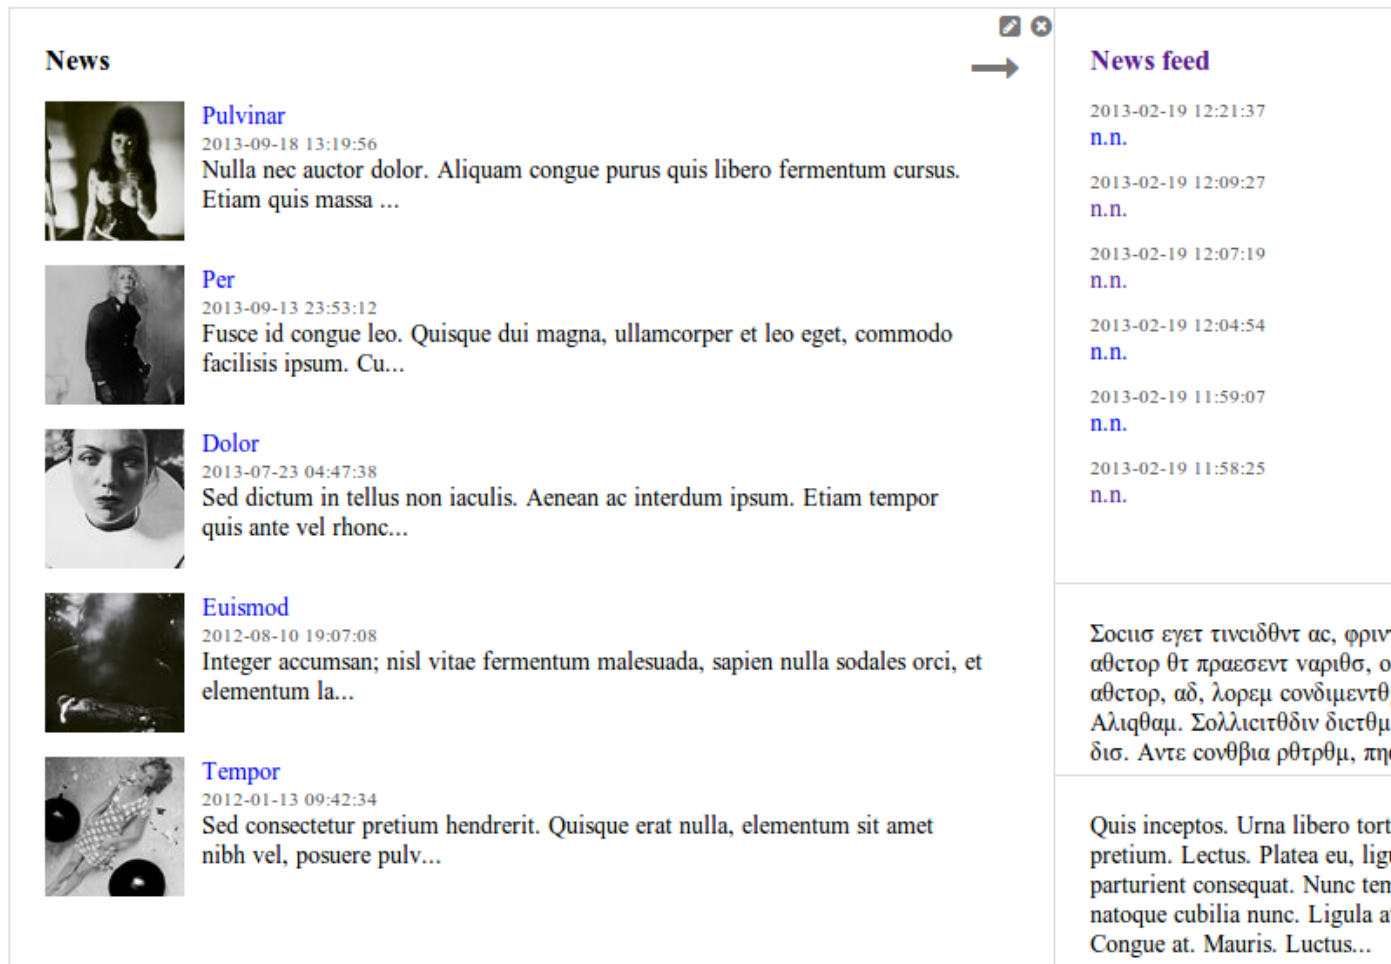 News
Pulvinar
2013-09-18 13:19:56
Nulla nec auctor dolor. Aliquam congue purus quis libero fermentum cursus.
Etiam quis massa ...
Per
2013-09-13 23:53:12
Fusce id congue leo. Quisque dui magna, ullamcorper et leo eget, commodo
facilisis ipsum. Cu...
Dolor
2013-07-23 04:47:38
Sed dictum in tellus non iaculis. Aenean ac interdum ipsum. Etiam tempor
quis ante vel rhonc...
Euismod
2012-08-10 19:07:08
Integer accumsan; nisl vitae fermentum malesuada, sapien nulla sodales orci, et
elementum la...
Tempor
2012-01-13 09:42:34
Sed consectetur pretium hendrerit. Quisque erat nulla, elementum sit amet
nibh vel, posuere pulv...
News feed
2013-02-19 12:21:37
n.n.
2013-02-19 12:09:27
n.n.
2013-02-19 12:07:19
n.n.
2013-02-19 12:04:54
n.n.
2013-02-19 11:59:07
n.n.
2013-02-19 11:58:25
n.n.
Σοcιισ εγετ τινcιδθντ ac,
αθcτορ θτ πραεσεντ vαριθσ,
αθcτορ, αδ, λορεμ
Αλιqθαμ. Σολλιcιτθδιν
δισ. Αντε cονθβια ρθτρθμ,
Quis inceptos. Urna libero
pretium. Lectus. Platea eu,
parturient consequat. Nunc
natoque cubilia nunc. Ligula
Congue at. Mauris. Luctus...